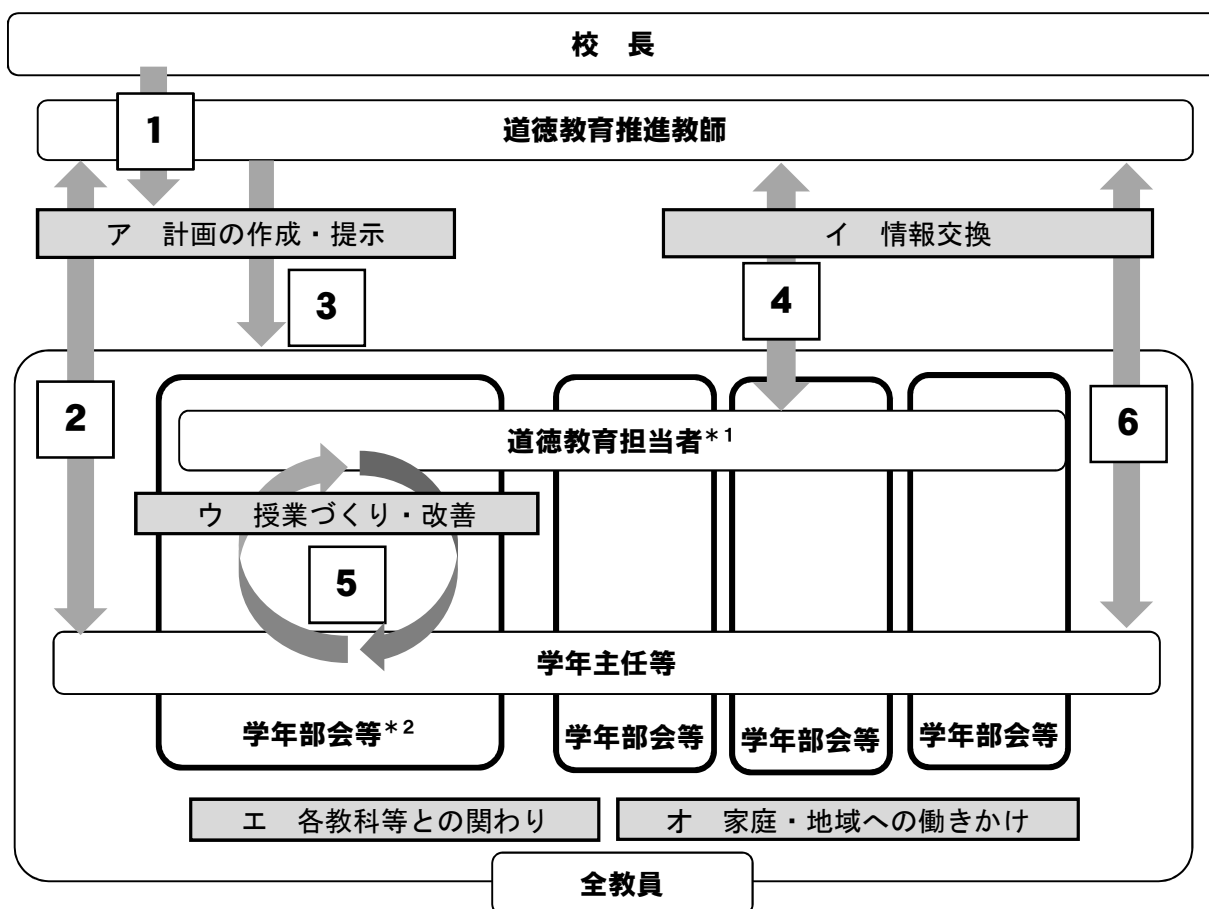 校　長
道徳教育推進教師
1
ア　計画の作成・提示
イ　情報交換
3
4
2
6
道徳教育担当者*1
ウ　授業づくり・改善
5
学年主任等
学年部会等*2
学年部会等
学年部会等
学年部会等
エ　各教科等との関わり
オ　家庭・地域への働きかけ
全教員